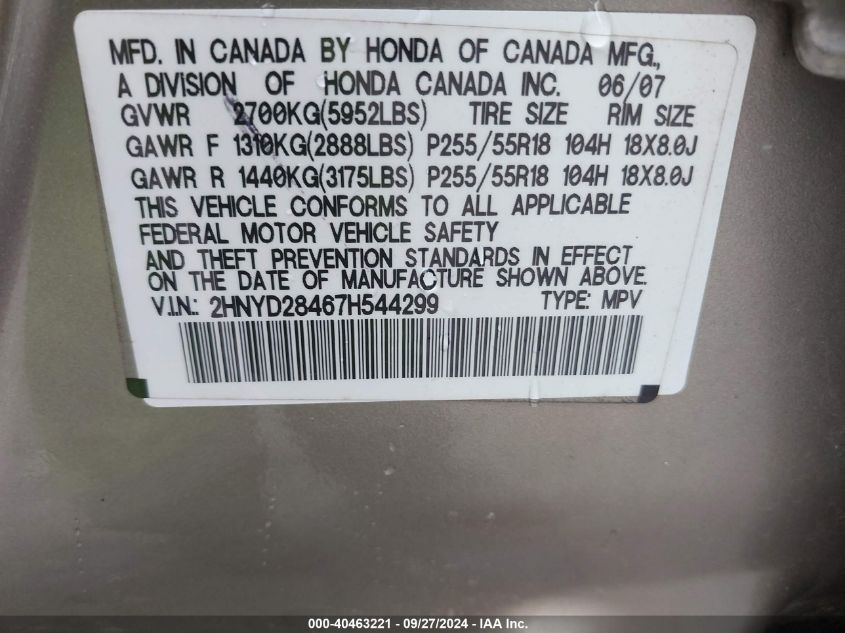 MFD. IN CANADA BY HONDA OF CANADA MFG.,
A DIVISION OF HONDA CANADA INC. 06/07
GVWR 2700KG(5952LBS) TIRE SIZE RIM SIZE
GAWR F 1310KG(2888LBS) P255/55R18 104H 18X8.0J
GAWR R 1440KG(3175LBS) P255/55R18 104H 18X8.0J
THIS VEHICLE CONFORMS TO ALL APPLICABLE
FEDERAL MOTOR VEHICLE SAFETY
AND THEFT PREVENTION STANDARDS IN EFFECT
ON THE DATE OF MANUFACTURE SHOWN ABOVE.
V.I.N.: 2HNYD28467H544299 TYPE: MPV
000-40463221 - 09/27/2024 - IAA Inc.